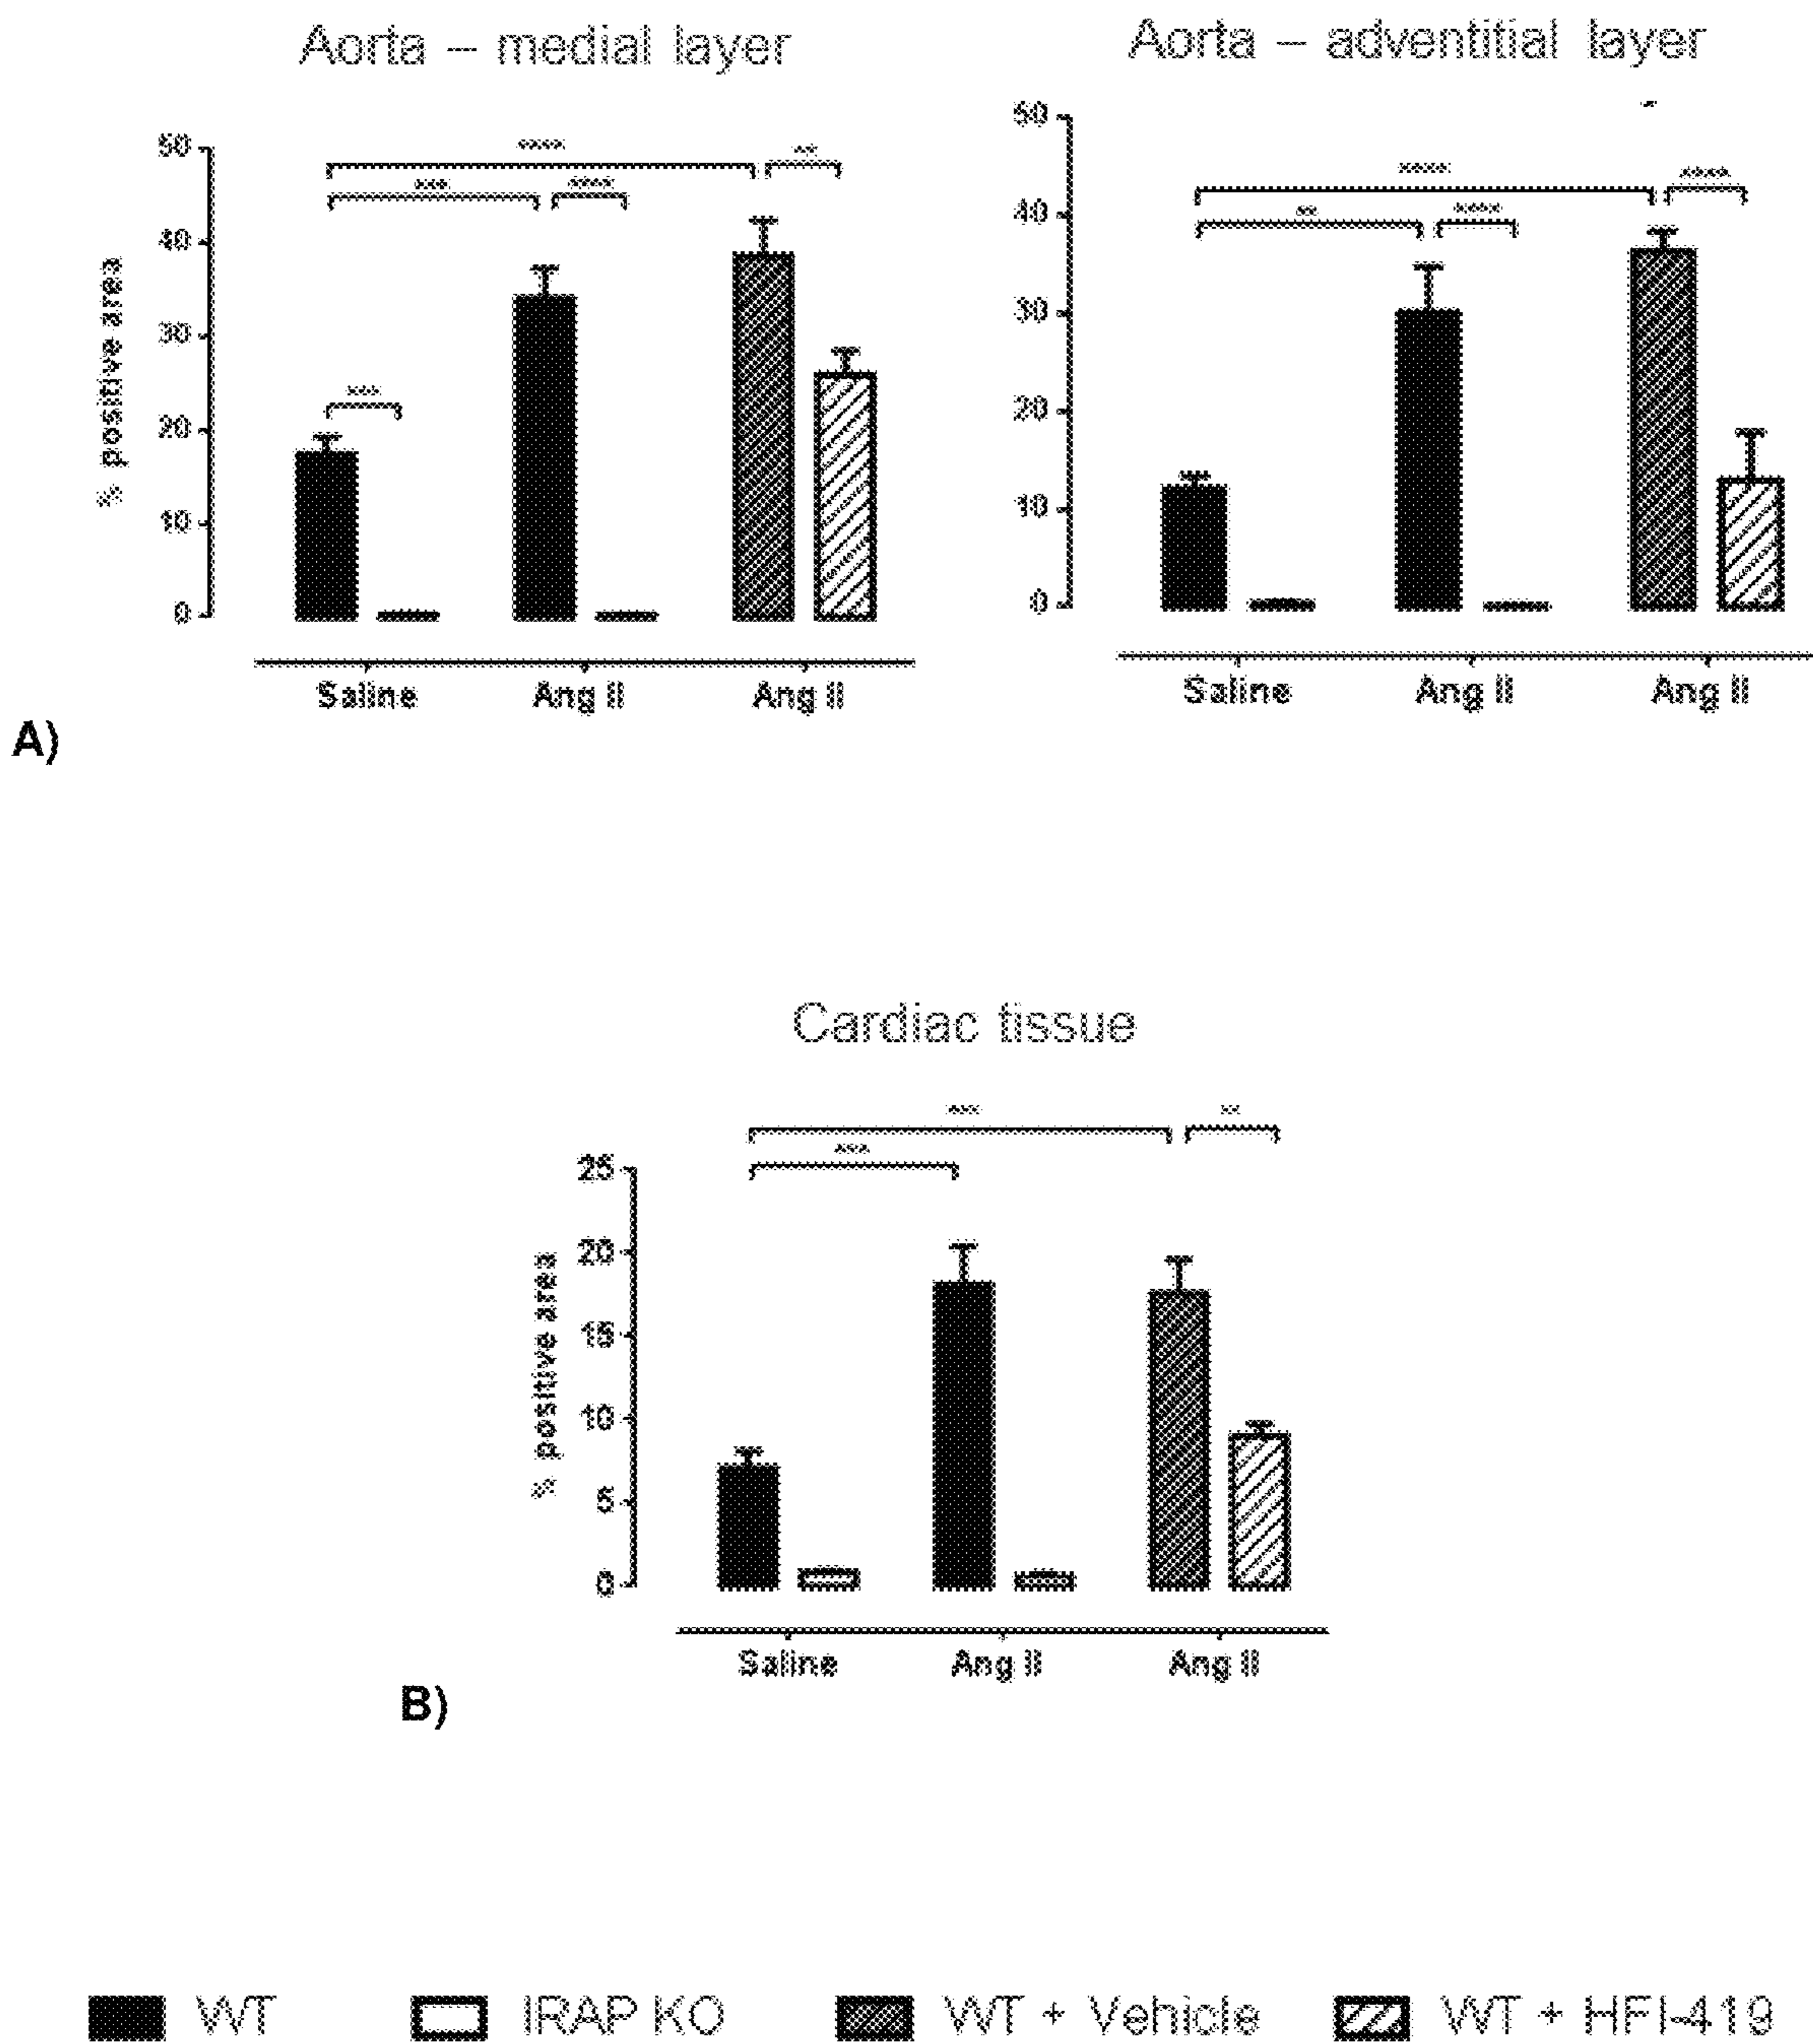 Aorta – medial layer
Aorta – adventitial layer
% positive area
50
40
30
20
10
0
**** **
*** ****
***
Saline Ang II Ang II
50
40
30
20
10
0
**** ****
** ****
Saline Ang II Ang II
A)
Cardiac tissue
% positive area
25
20
15
10
5
0
*** **
***
Saline Ang II Ang II
B)
WT IRAP KO WT + Vehicle WT + HFI-419